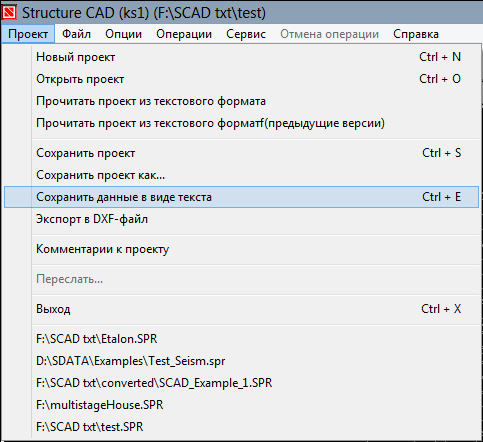 Structure CAD (ks1) (F:\SCAD txt\test)
Проект Файл Опции Операции Сервис Отмена операции Справка
Новый проект Ctrl + N
Открыть проект Ctrl + O
Прочитать проект из текстового формата
Прочитать проект из текстового форматf(предыдущие версии)
Сохранить проект Ctrl + S
Сохранить проект как...
Сохранить данные в виде текста Ctrl + E
Экспорт в DXF-файл
Комментарии к проекту
Переслать...
Выход Ctrl + X
F:\SCAD txt\Etalon.SPR
D:\SDATA\Examples\Test_Seism.spr
F:\SCAD txt\converted\SCAD_Example_1.SPR
F:\multistageHouse.SPR
F:\SCAD txt\test.SPR